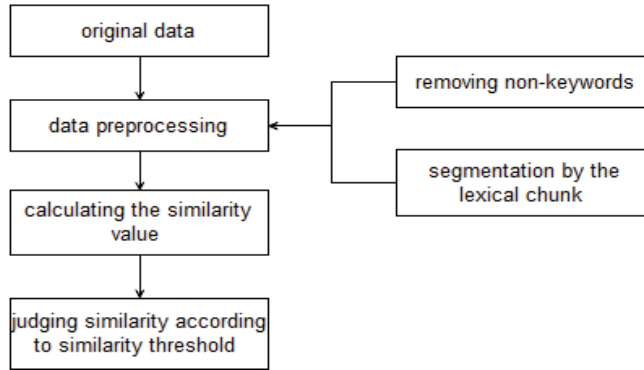 original data
data preprocessing
removing non-keywords
segmentation by the
lexical chunk
calculating the similarity
value
judging similarity according
to similarity threshold